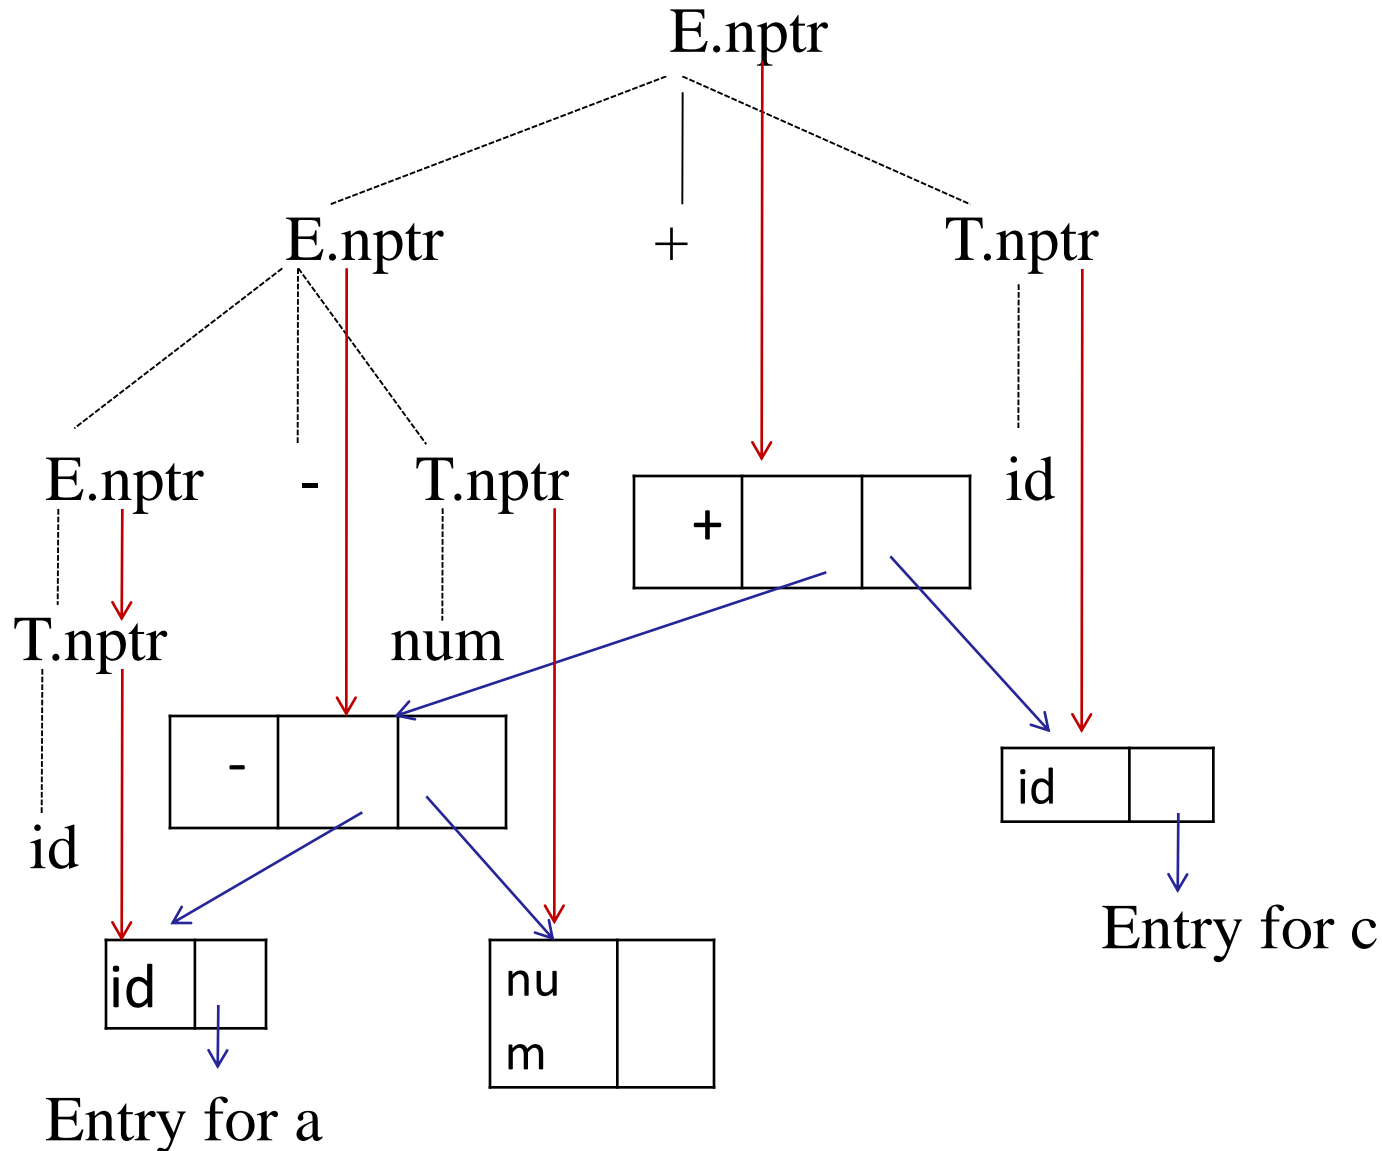 E.nptr
E.nptr + T.nptr
E.nptr - T.nptr id
+
T.nptr num
-
id
id
id
nu
m
Entry for c
Entry for a